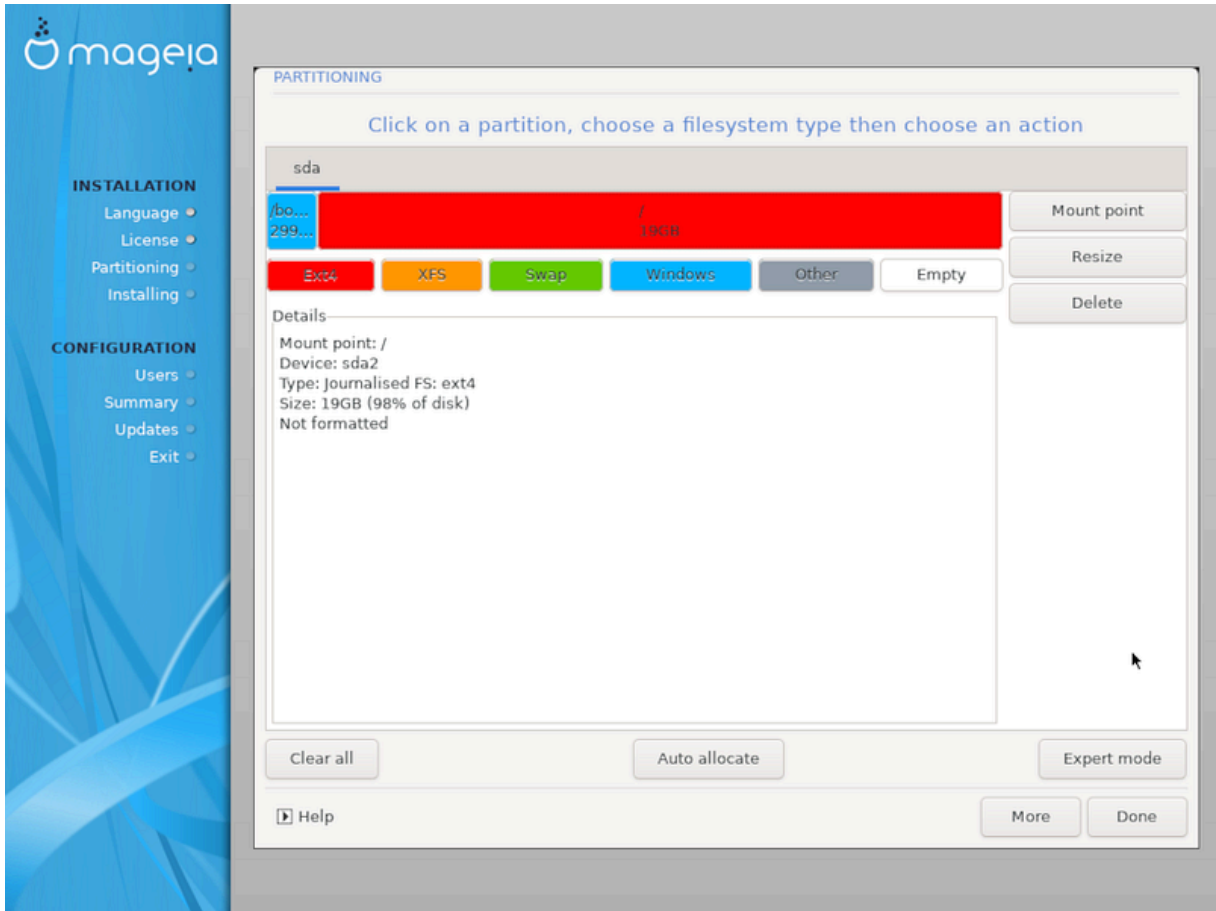 mageia
PARTITIONING
Click on a partition, choose a filesystem type then choose an action
INSTALLATION
Language
License
Partitioning
Installing
CONFIGURATION
Users
Summary
Updates
Exit
sda
/bo...
299...
/
19GB
Mount point
Resize
Delete
Ext4
XFS
Swap
Windows
Other
Empty
Details
Mount point: /
Device: sda2
Type: Journalised FS: ext4
Size: 19GB (98% of disk)
Not formatted
Clear all
Auto allocate
Expert mode
Help
More
Done